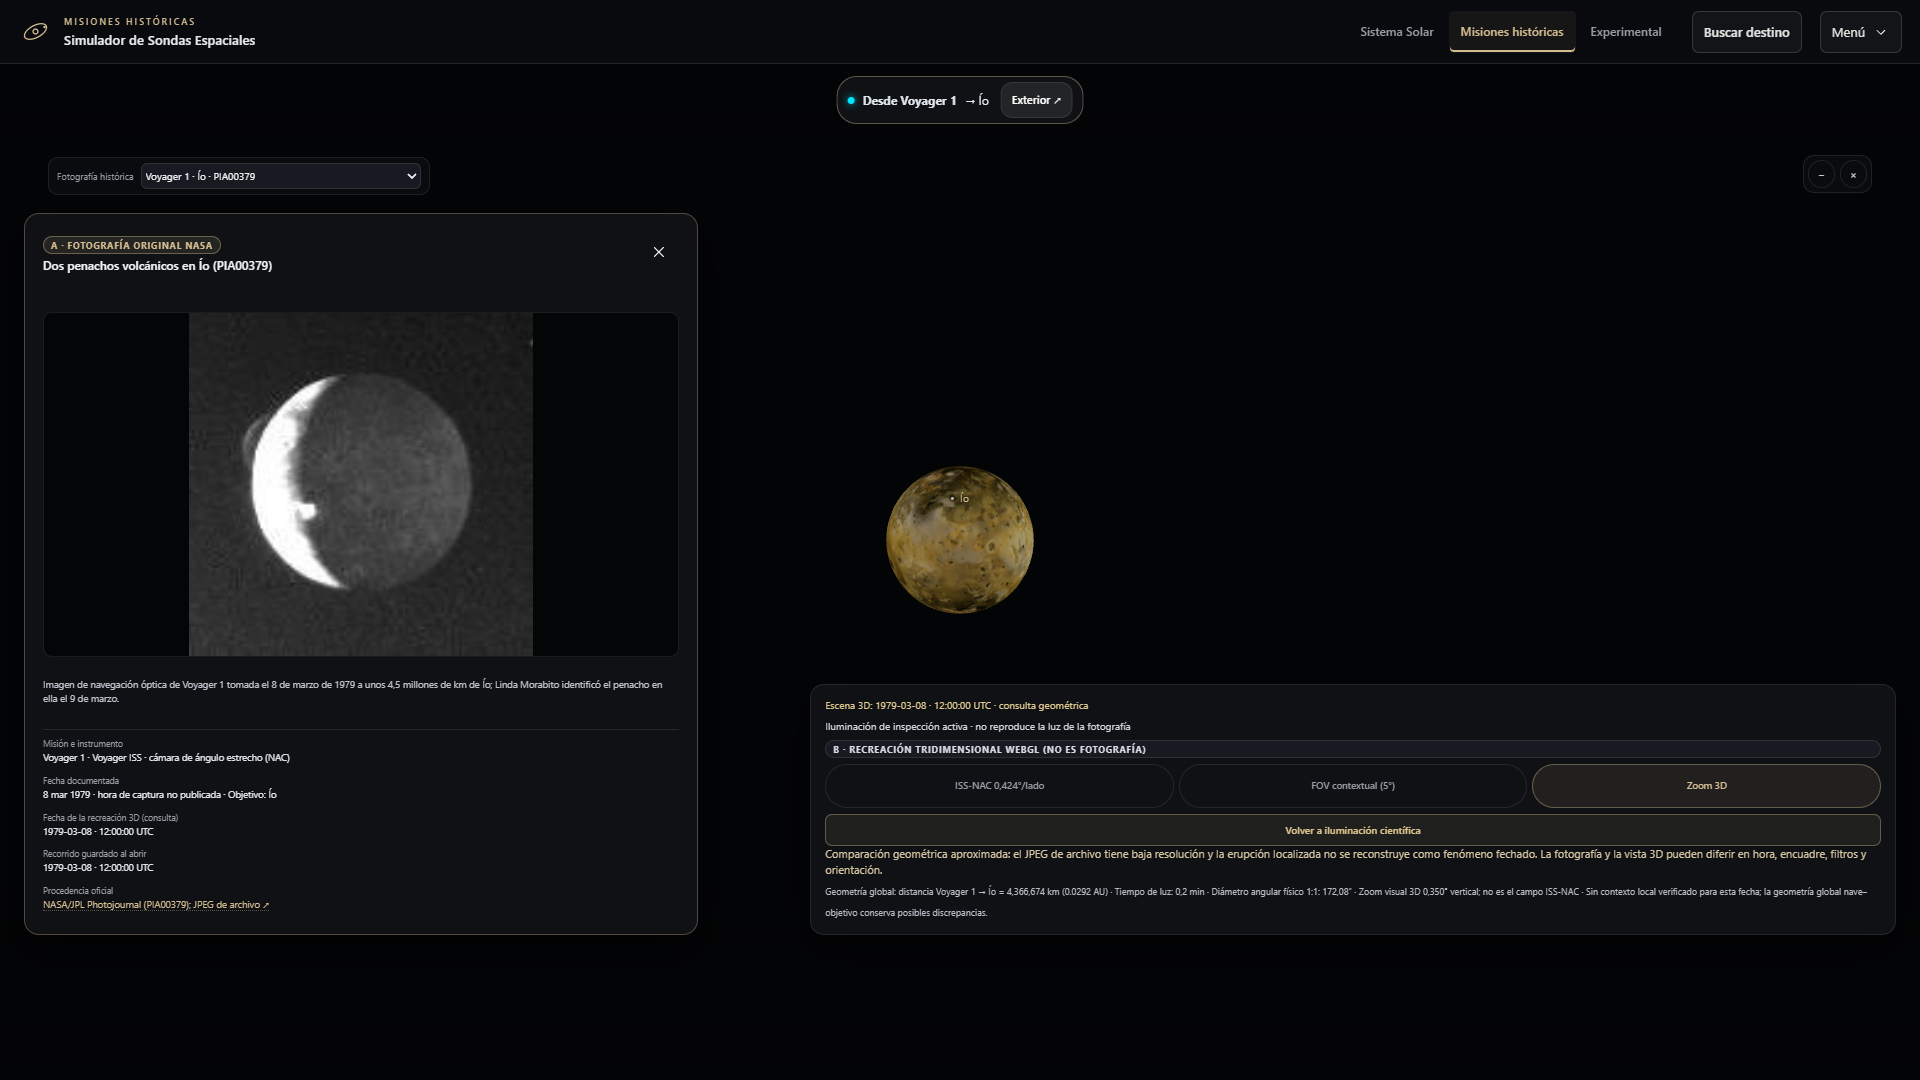 MISIONES HISTÓRICAS
Simulador de Sondas Espaciales
Sistema Solar
Misiones históricas
Experimental
Buscar destino
Menú
Desde Voyager 1 → Ío
Exterior ↗
Fotografía histórica
Voyager 1 · Ío · PIA00379
A · FOTOGRAFÍA ORIGINAL NASA
Dos penachos volcánicos en Ío (PIA00379)
Imagen de navegación óptica de Voyager 1 tomada el 8 de marzo de 1979 a unos 4,5 millones de km de Ío; Linda Morabito identificó el penacho en
ella el 9 de marzo.
Misión e instrumento
Voyager 1 · Voyager ISS · cámara de ángulo estrecho (NAC)
Fecha documentada
8 mar 1979 · hora de captura no publicada · Objetivo: Ío
Fecha de la recreación 3D (consulta)
1979-03-08 · 12:00:00 UTC
Recorrido guardado al abrir
1979-03-08 · 12:00:00 UTC
Procedencia oficial
NASA/JPL Photojournal (PIA00379); JPEG de archivo ↗
Ío
Escena 3D: 1979-03-08 · 12:00:00 UTC · consulta geométrica
Iluminación de inspección activa · no reproduce la luz de la fotografía
B · RECREACIÓN TRIDIMENSIONAL WEBGL (NO ES FOTOGRAFÍA)
ISS-NAC 0,424°/lado
FOV contextual (5°)
Zoom 3D
Volver a iluminación científica
Comparación geométrica aproximada: el JPEG de archivo tiene baja resolución y la erupción localizada no se reconstruye como fenómeno fechado. La fotografía y la vista 3D pueden diferir en hora, encuadre, filtros y
orientación.
Geometría global: distancia Voyager 1 → Ío = 4,366,674 km (0.0292 AU) · Tiempo de luz: 0,2 min · Diámetro angular físico 1:1: 172,08″ · Zoom visual 3D 0,350° vertical; no es el campo ISS-NAC · Sin contexto local verificado para esta fecha; la geometría global nave–
objetivo conserva posibles discrepancias.